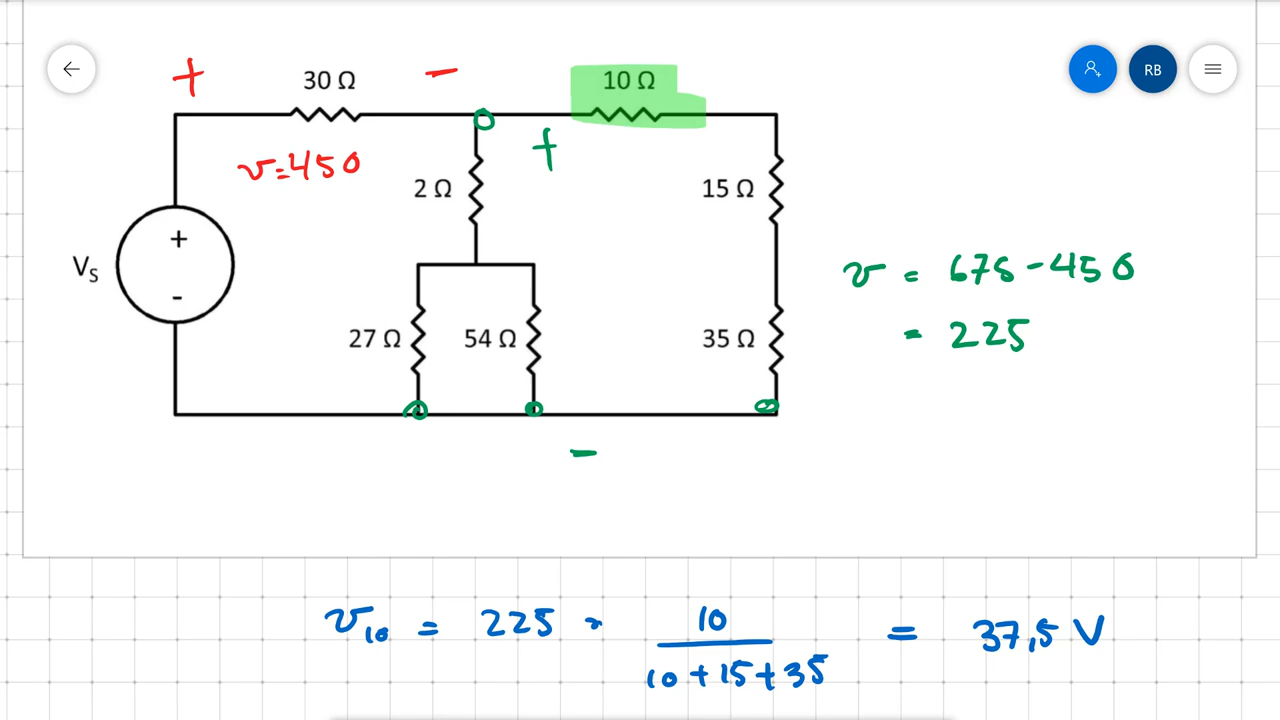 +
30 Ω
−
10 Ω
RB
v=450
+
2 Ω
15 Ω
+
Vs
-
v = 675-450
= 225
27 Ω
54 Ω
35 Ω
−
v10 = 225 · 10 / 10+15+35 = 37,5 V